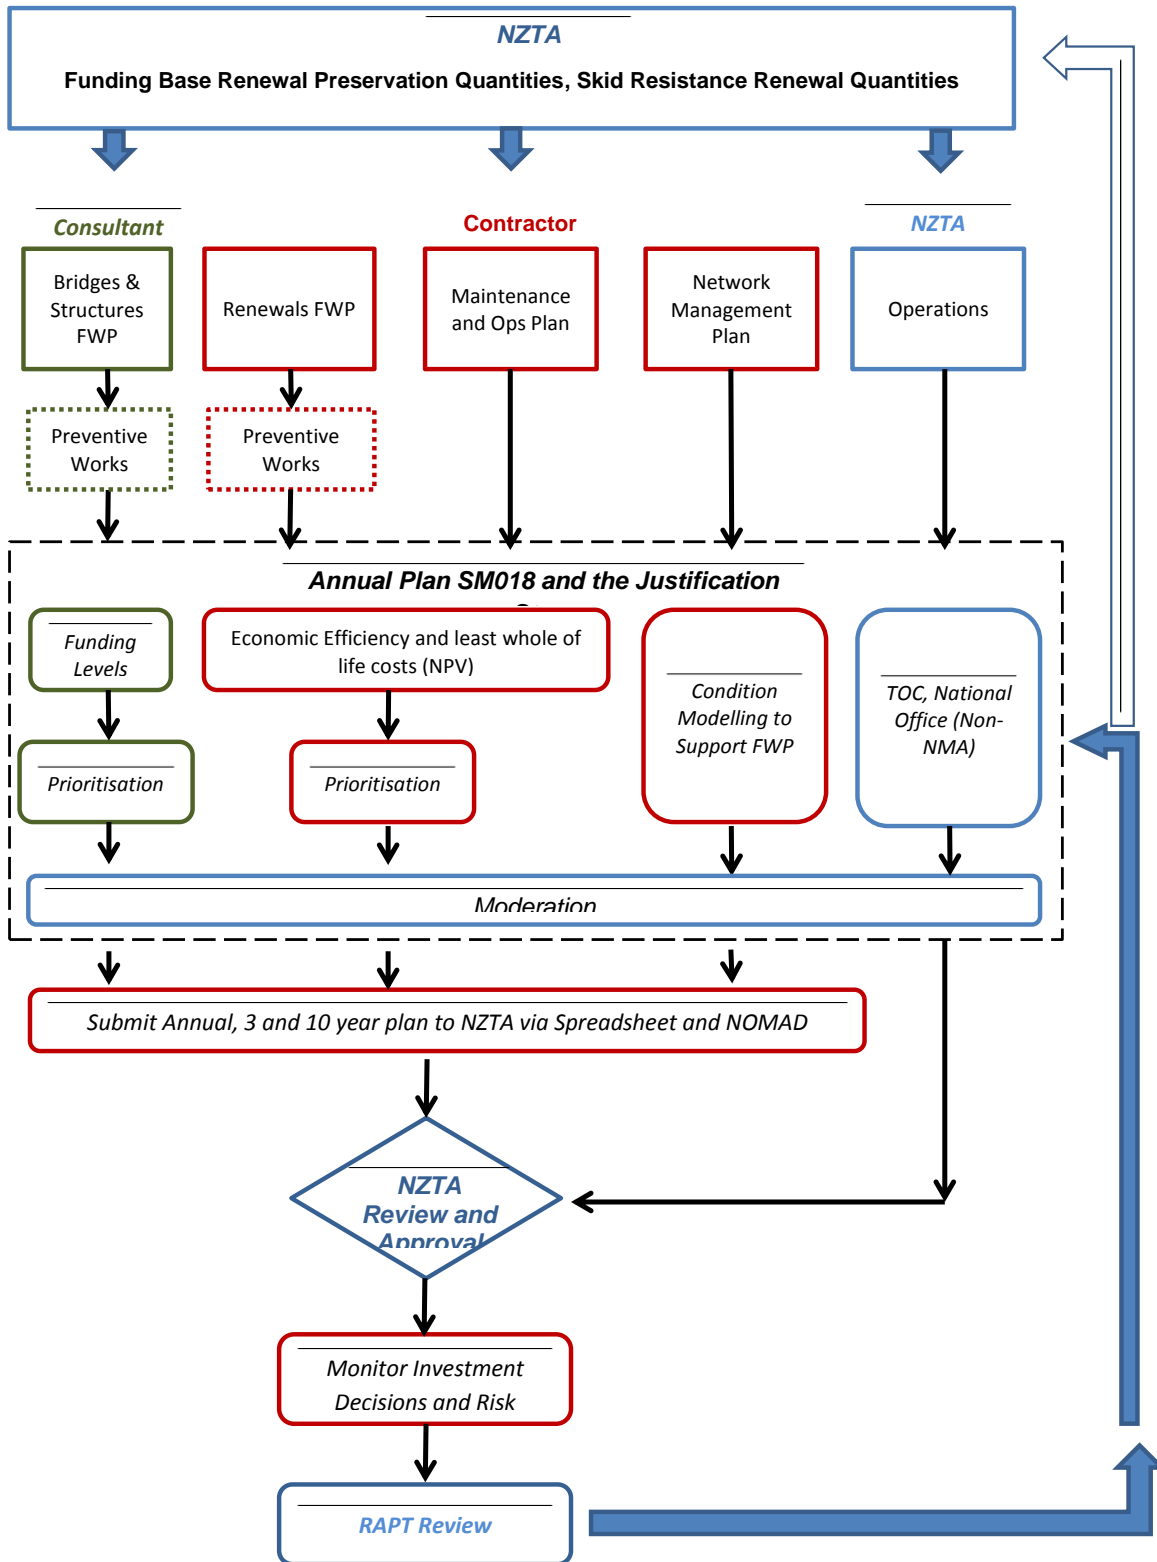 NZTA
Funding Base Renewal Preservation Quantities, Skid Resistance Renewal Quantities
Consultant
Contractor
NZTA
Bridges &
Structures
FWP
Renewals FWP
Maintenance
and Ops Plan
Network
Management
Plan
Operations
Preventive
Works
Preventive
Works
Annual Plan SM018 and the Justification
Funding
Levels
Economic Efficiency and least whole of
life costs (NPV)
Condition
Modelling to
Support FWP
TOC, National
Office (Non-
NMA)
Prioritisation
Prioritisation
Moderation
Submit Annual, 3 and 10 year plan to NZTA via Spreadsheet and NOMAD
NZTA
Review and
Approval
Monitor Investment
Decisions and Risk
RAPT Review